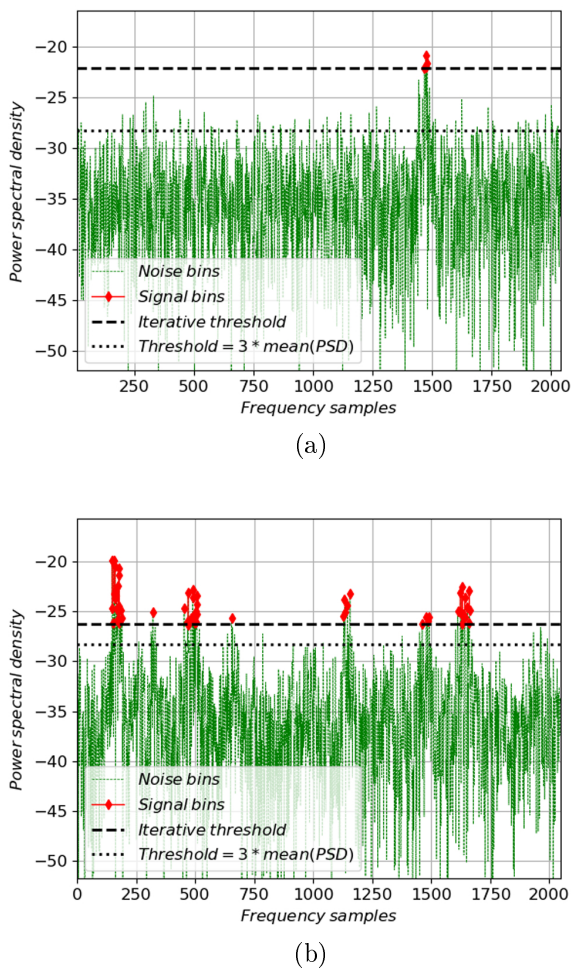 Power spectral density
−20
−25
−30
−35
−40
−45
−50
Noise bins
Signal bins
Iterative threshold
Threshold = 3 * mean(PSD)
250 500 750 1000 1250 1500 1750 2000
Frequency samples
(a)
Power spectral density
−20
−25
−30
−35
−40
−45
−50
Noise bins
Signal bins
Iterative threshold
Threshold = 3 * mean(PSD)
0 250 500 750 1000 1250 1500 1750 2000
Frequency samples
(b)